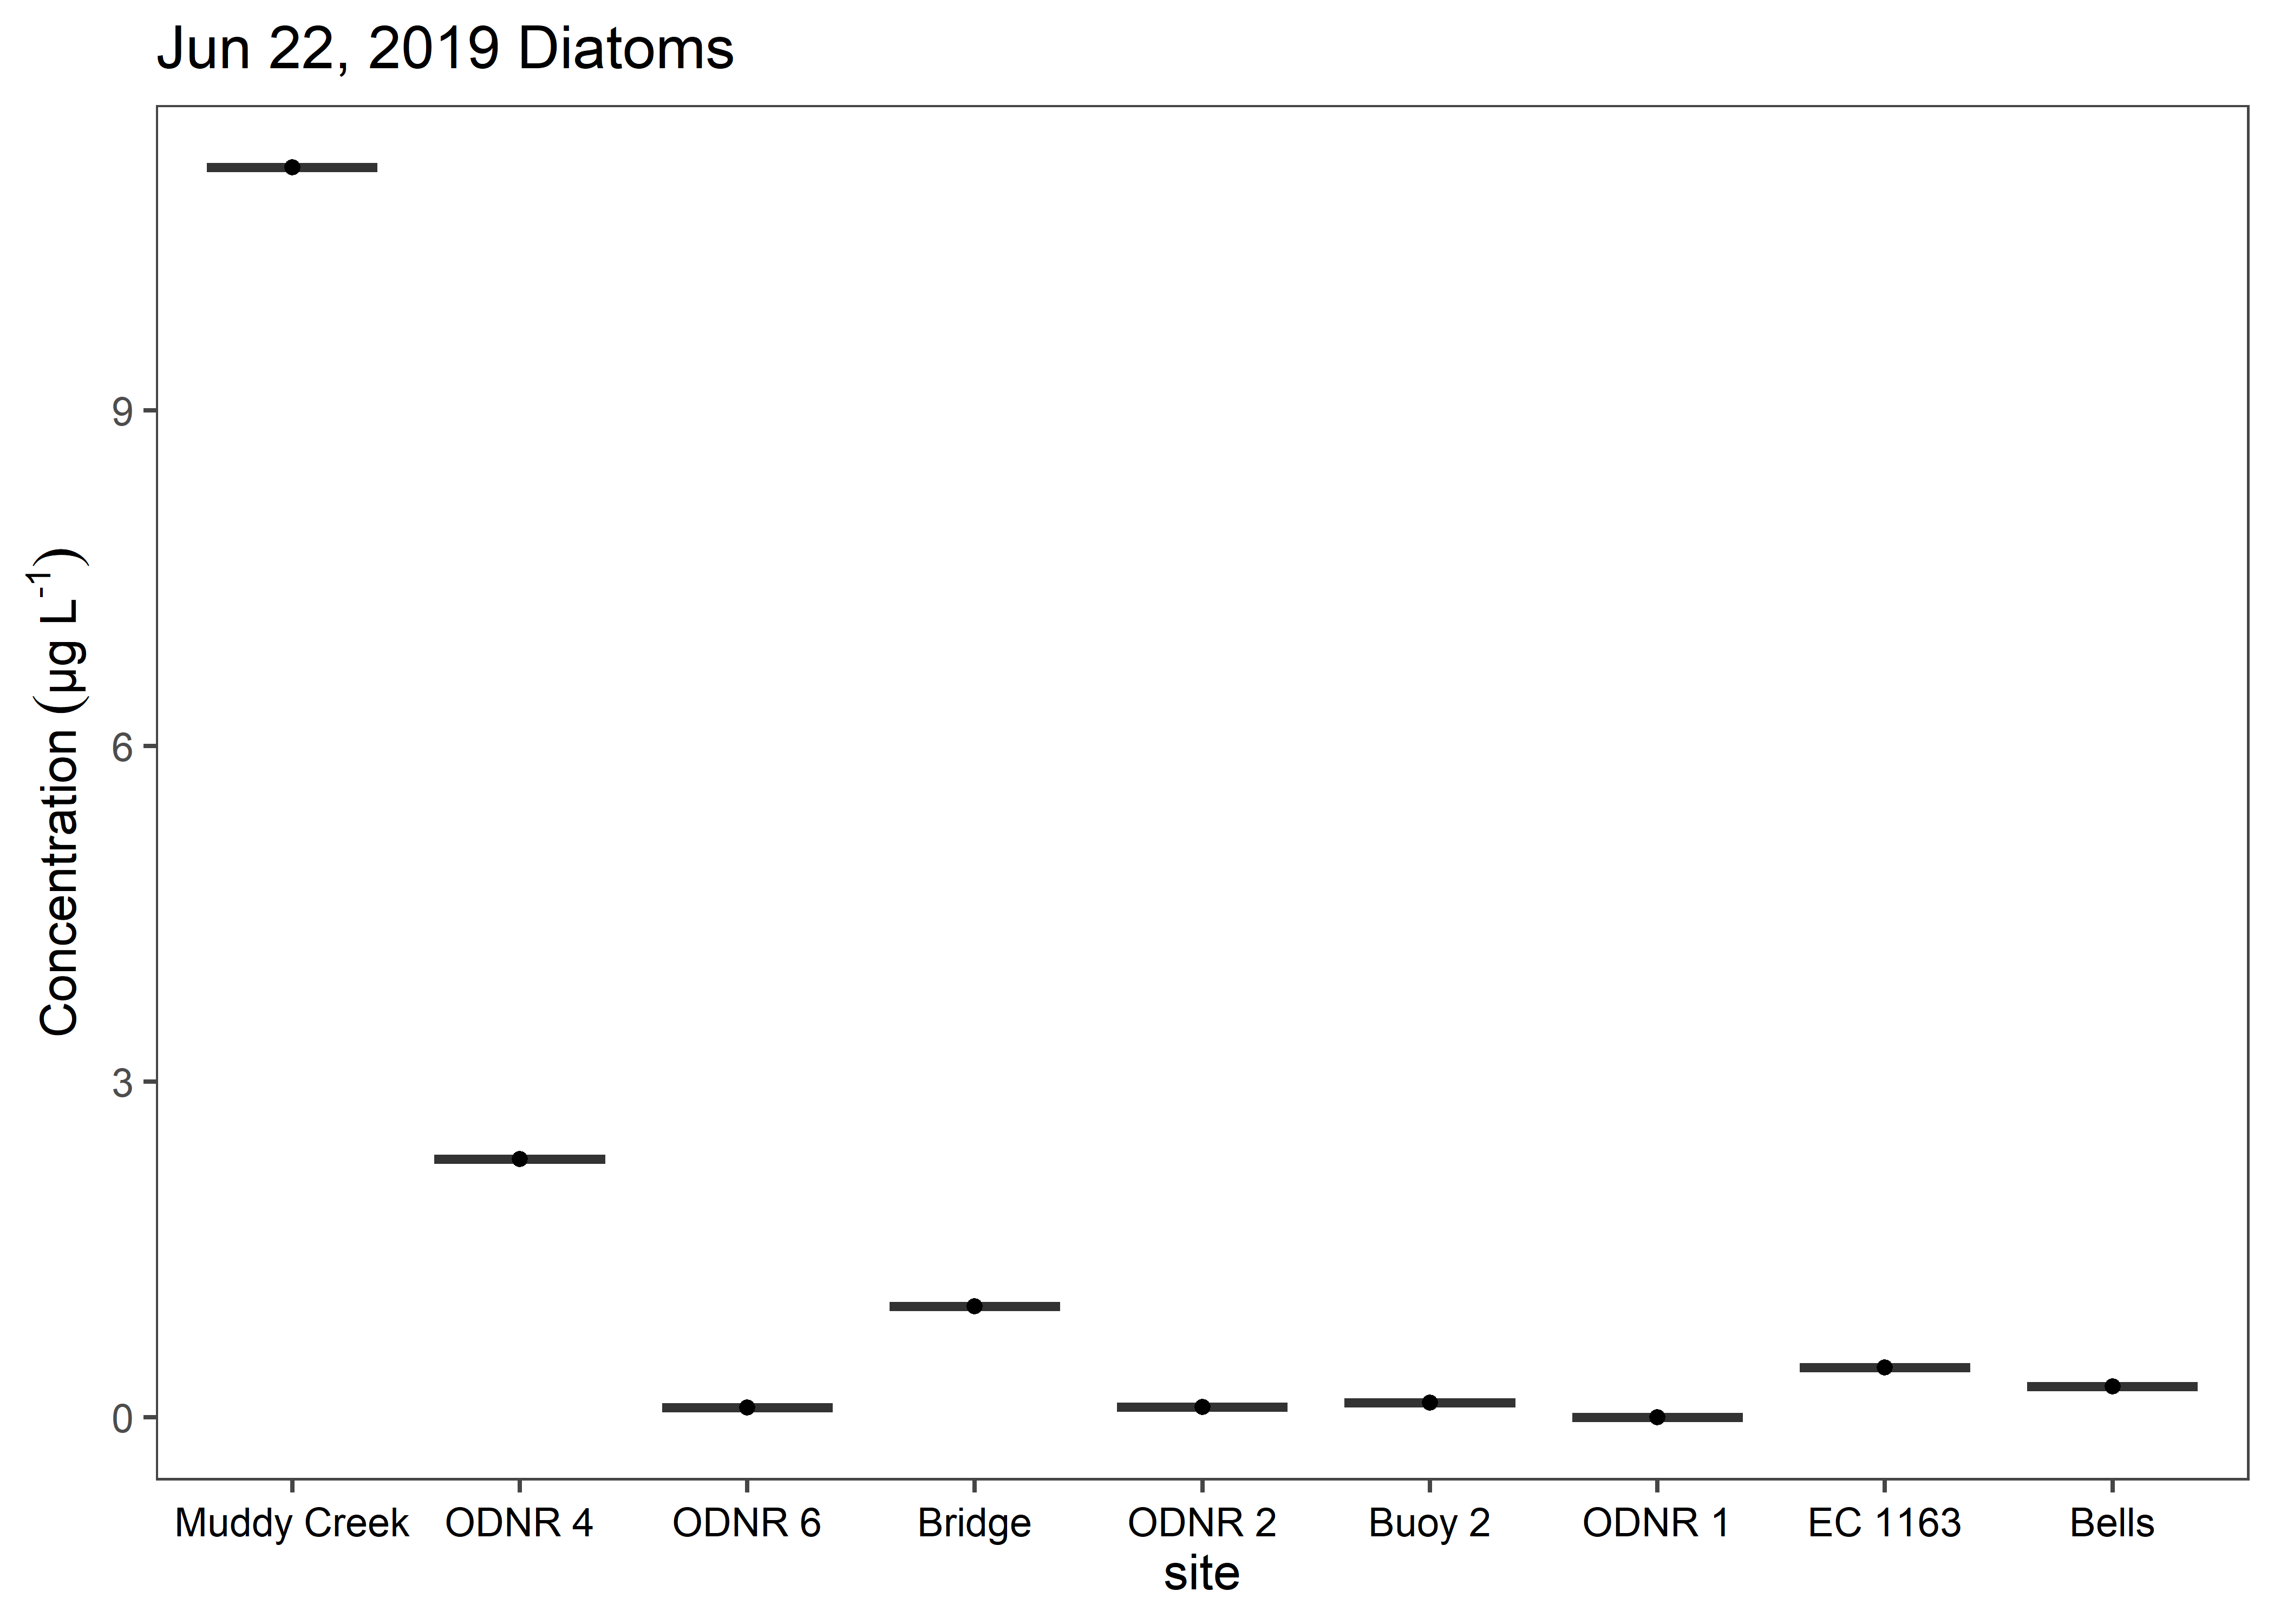 Jun 22, 2019 Diatoms
Concentration (µg L⁻¹)
9
6
3
0
Muddy Creek ODNR 4 ODNR 6 Bridge ODNR 2 Buoy 2 ODNR 1 EC 1163 Bells
site